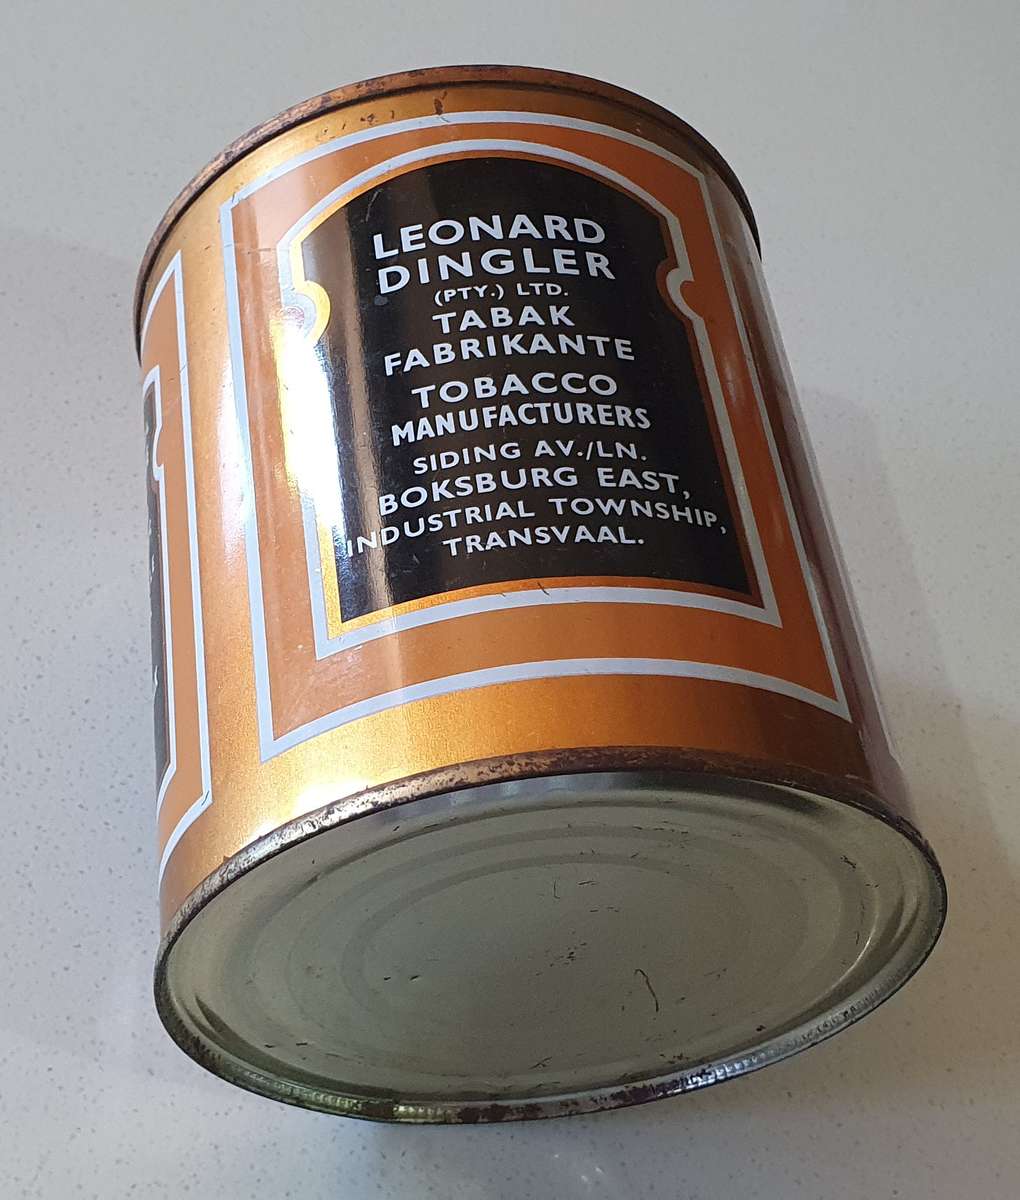 LEONARD
DINGLER
(PTY.) LTD.
TABAK
FABRIKANTE
TOBACCO
MANUFACTURERS
SIDING AV./LN.
BOKSBURG EAST,
INDUSTRIAL TOWNSHIP,
TRANSVAAL.